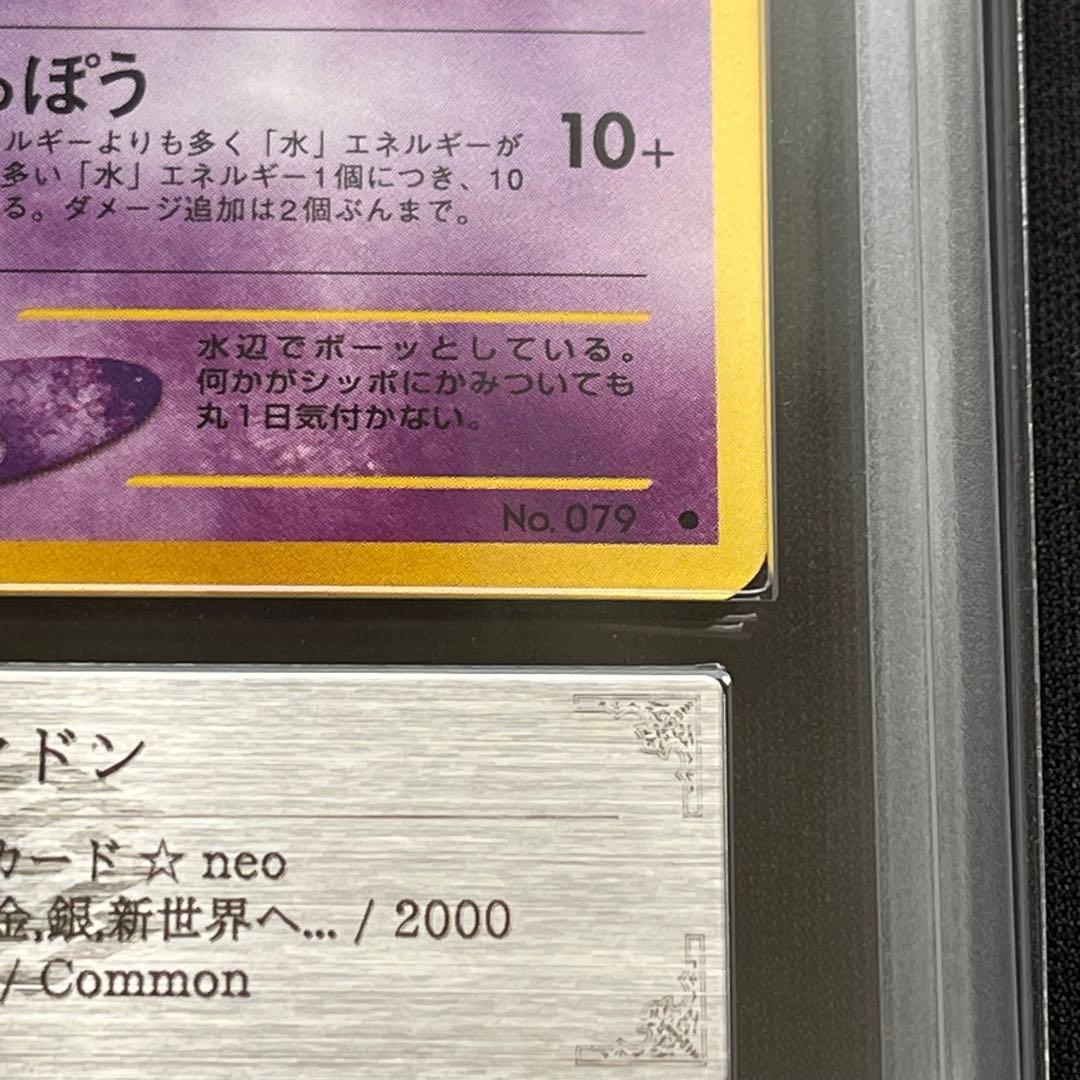 っぽう
ルギーよりも多く「水」エネルギーが
10+
多い「水」エネルギー1個につき、10
る。ダメージ追加は2個ぶんまで。
水辺でボーッとしている。
何かがシッポにかみついても
丸1日気付かない。
No. 079 ●
ドン
カード ☆ neo
金,銀,新世界へ... / 2000
/ Common